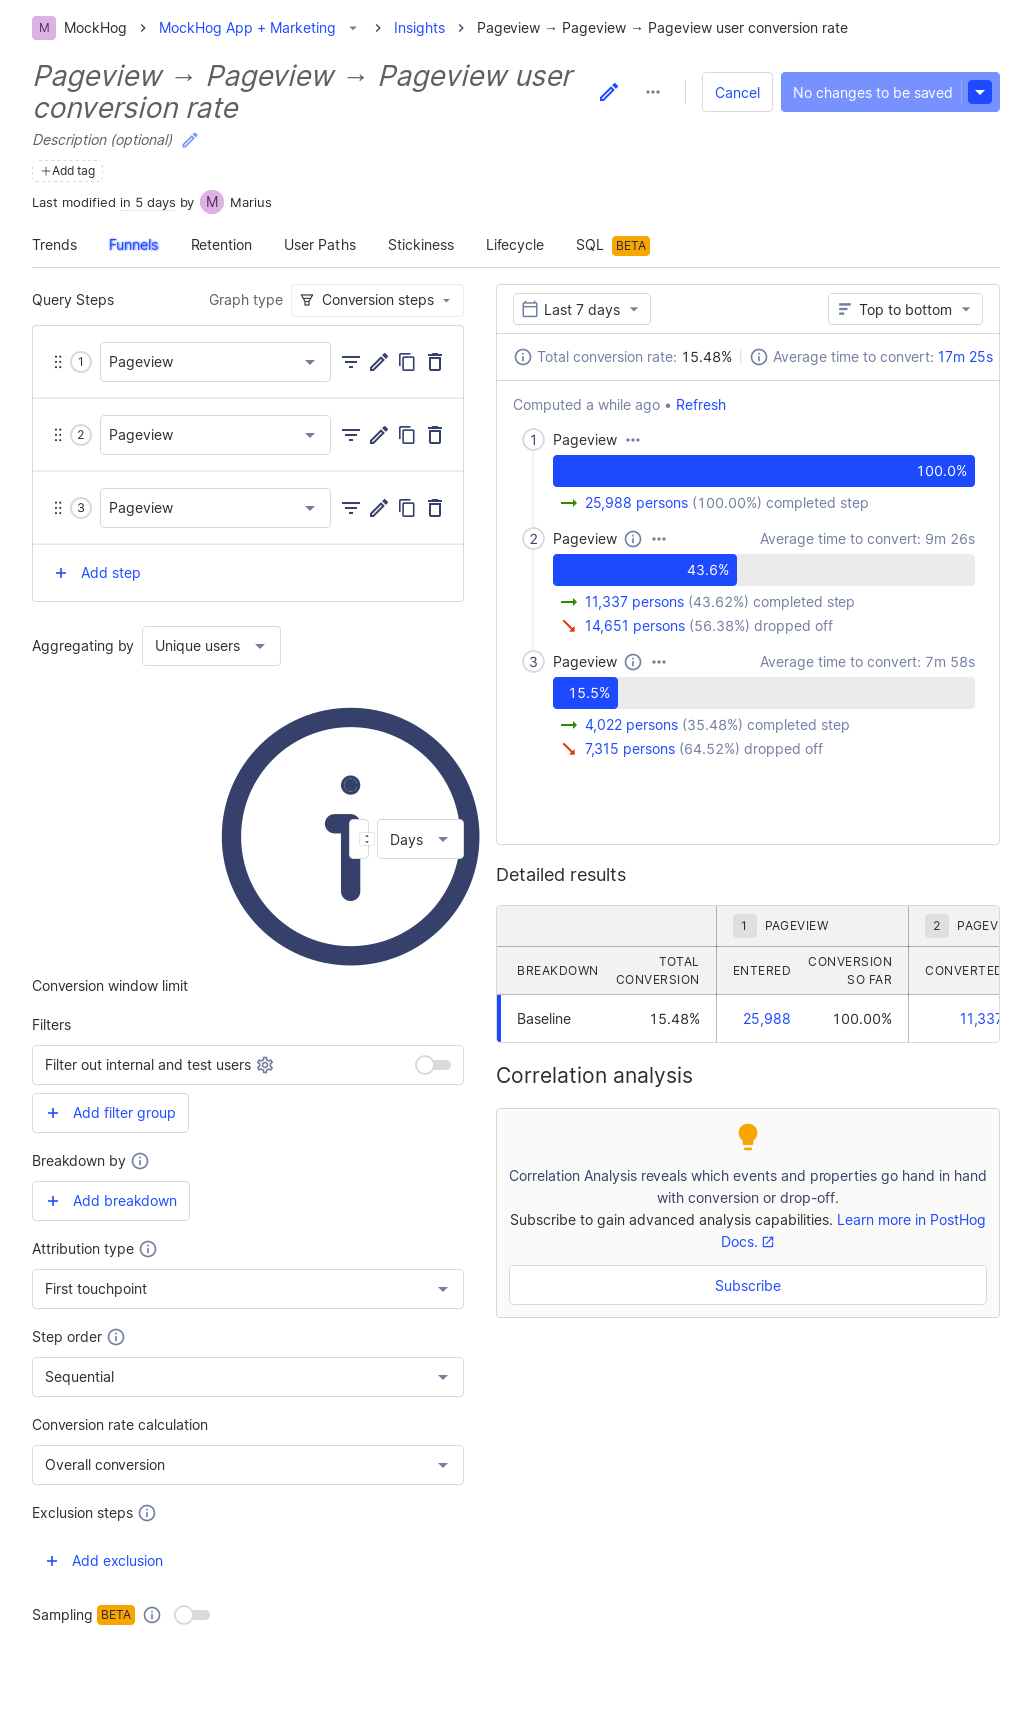 M MockHog MockHog App + Marketing Insights Pageview → Pageview → Pageview user conversion rate
Pageview → Pageview → Pageview user
conversion rate
Cancel
No changes to be saved
Description (optional)
Add tag
Last modified in 5 days by M Marius
Trends Funnels Retention User Paths Stickiness Lifecycle SQL BETA
Query Steps Graph type Conversion steps
1 Pageview
2 Pageview
3 Pageview
Add step
Aggregating by Unique users
Days
Conversion window limit
Filters
Filter out internal and test users
Add filter group
Breakdown by
Add breakdown
Attribution type
First touchpoint
Step order
Sequential
Conversion rate calculation
Overall conversion
Exclusion steps
Add exclusion
Sampling BETA
Last 7 days Top to bottom
Total conversion rate: 15.48% Average time to convert: 17m 25s
Computed a while ago • Refresh
1 Pageview
100.0%
25,988 persons (100.00%) completed step
2 Pageview Average time to convert: 9m 26s
43.6%
11,337 persons (43.62%) completed step
14,651 persons (56.38%) dropped off
3 Pageview Average time to convert: 7m 58s
15.5%
4,022 persons (35.48%) completed step
7,315 persons (64.52%) dropped off
Detailed results
1 PAGEVIEW 2 PAGEV
BREAKDOWN TOTAL CONVERSION ENTERED CONVERSION SO FAR CONVERTED
Baseline 15.48% 25,988 100.00% 11,337
Correlation analysis
Correlation Analysis reveals which events and properties go hand in hand
with conversion or drop-off.
Subscribe to gain advanced analysis capabilities. Learn more in PostHog
Docs.
Subscribe